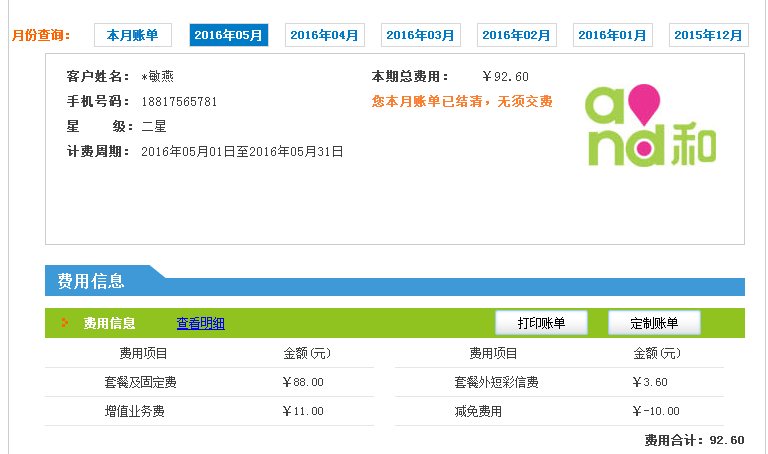 月份查询： 本月账单 2016年05月 2016年04月 2016年03月 2016年02月 2016年01月 2015年12月
客户姓名： *敏燕 本期总费用： ￥92.60
手机号码： 18817565781 您本月账单已结清，无须交费
星 级： 二星
计费周期： 2016年05月01日至2016年05月31日
and和
费用信息
费用信息 查看明细 打印账单 定制账单
费用项目 金额(元) 费用项目 金额(元)
套餐及固定费 ￥88.00 套餐外短彩信费 ￥3.60
增值业务费 ￥11.00 减免费用 ￥-10.00
费用合计：92.60